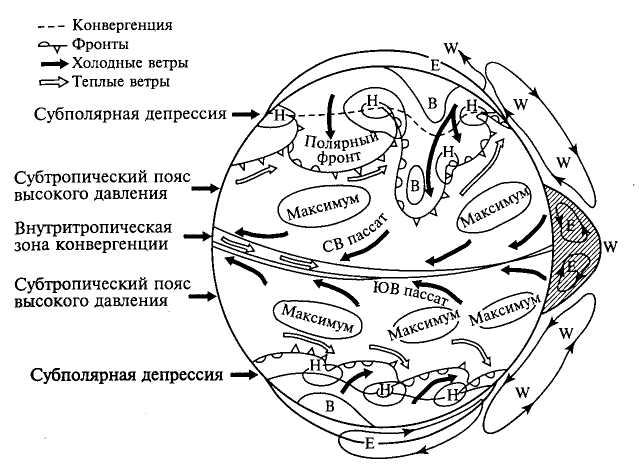 Конвергенция
Фронты
Холодные ветры
Теплые ветры
Субполярная депрессия
Субтропический пояс
высокого давления
Внутритропическая
зона конвергенции
Субтропический пояс
высокого давления
Субполярная депрессия
W
E
W
H
H
B
H
W
Полярный
фронт
H
B
W
Максимум
Максимум
СВ пассат
E
W
E
ЮВ пассат
Максимум
Максимум
Максимум
W
H
H
H
B
W
W
E